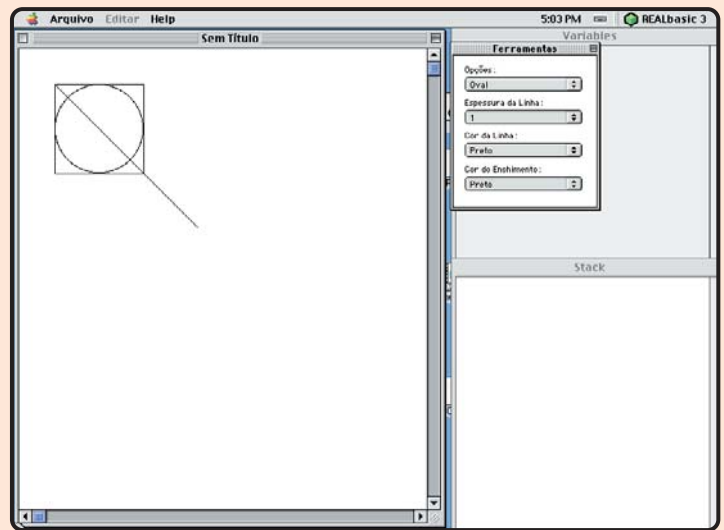 Arquivo Editar Help 5:03 PM REALbasic 3
Sem Título
Variables
Ferramentas
Opções:
Oval
Espessura da Linha:
1
Cor da Linha:
Preto
Cor do Enshimento:
Preto
Stack